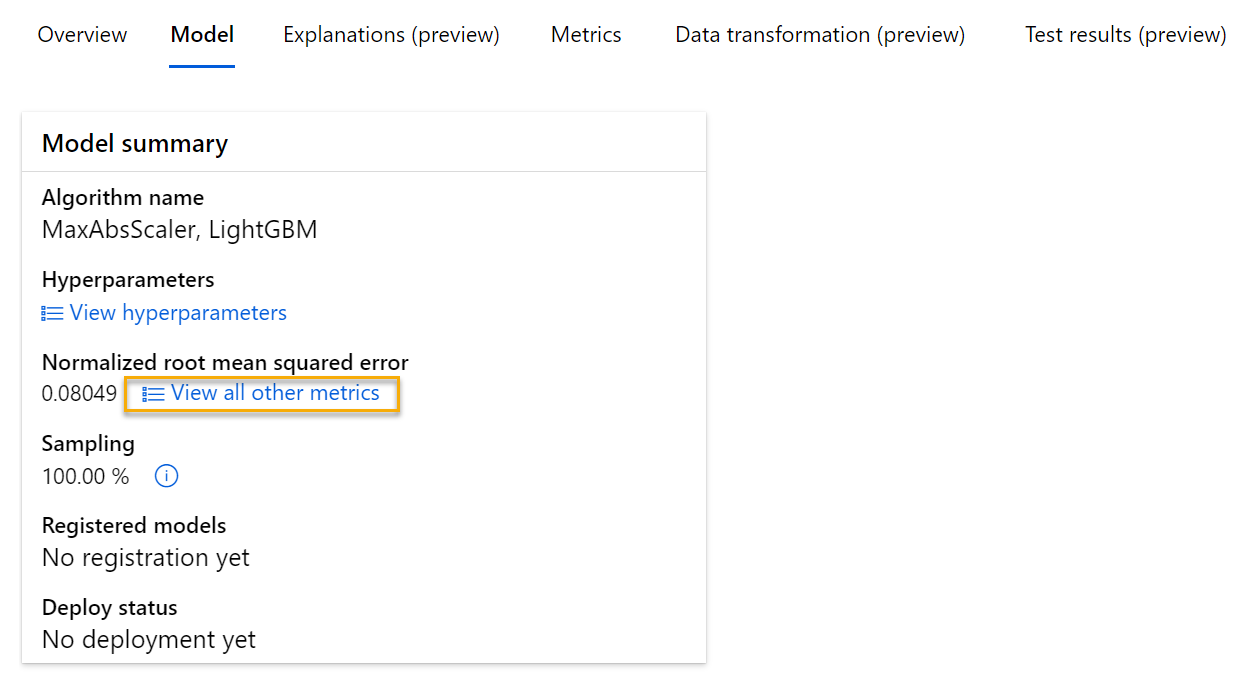 Overview Model Explanations (preview) Metrics Data transformation (preview) Test results (preview)
Model summary
Algorithm name
MaxAbsScaler, LightGBM
Hyperparameters
View hyperparameters
Normalized root mean squared error
0.08049 View all other metrics
Sampling
100.00 %
Registered models
No registration yet
Deploy status
No deployment yet